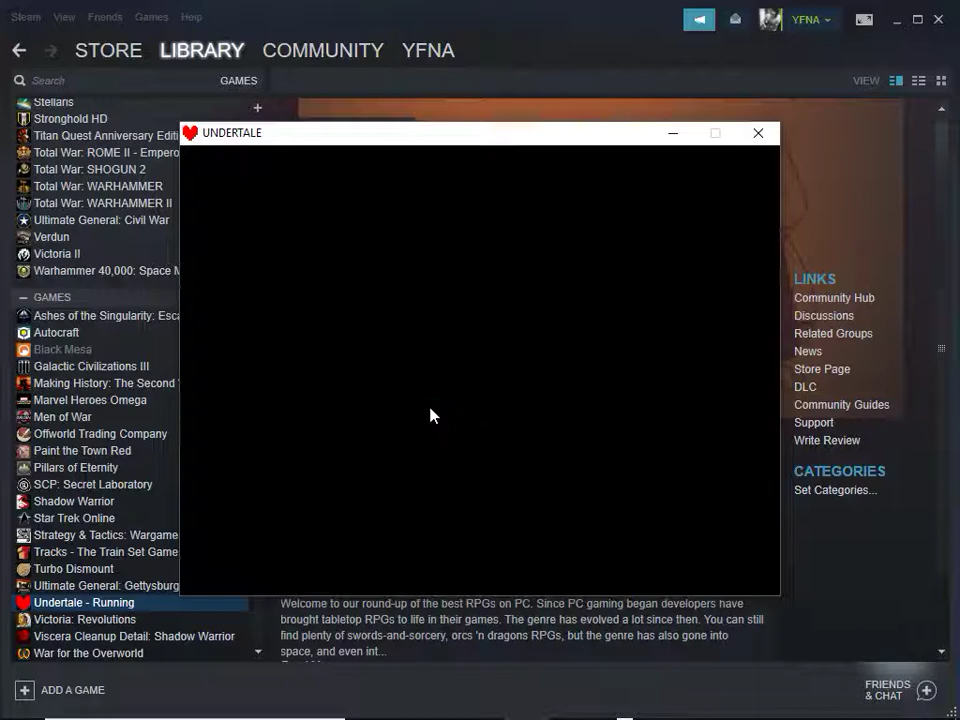 Steam View Friends Games Help
YFNA
STORE LIBRARY COMMUNITY YFNA
Search GAMES VIEW
Stellaris
Stronghold HD
Titan Quest Anniversary Editi
Total War: ROME II - Empero
Total War: SHOGUN 2
Total War: WARHAMMER
Total War: WARHAMMER II
Ultimate General: Civil War
Verdun
Victoria II
Warhammer 40,000: Space M
GAMES
Ashes of the Singularity: Esca
Autocraft
Black Mesa
Galactic Civilizations III
Making History: The Second
Marvel Heroes Omega
Men of War
Offworld Trading Company
Paint the Town Red
Pillars of Eternity
SCP: Secret Laboratory
Shadow Warrior
Star Trek Online
Strategy & Tactics: Wargame
Tracks - The Train Set Game
Turbo Dismount
Ultimate General: Gettysburg
Undertale - Running
Victoria: Revolutions
Viscera Cleanup Detail: Shadow Warrior
War for the Overworld
UNDERTALE
LINKS
Community Hub
Discussions
Related Groups
News
Store Page
DLC
Community Guides
Support
Write Review
CATEGORIES
Set Categories...
Welcome to our round-up of the best RPGs on PC. Since PC gaming began developers have
brought tabletop RPGs to life in their games. The genre has evolved a lot since then. You can still
find plenty of swords-and-sorcery, orcs 'n dragons RPGs, but the genre has also gone into
space, and even int...
ADD A GAME
FRIENDS
& CHAT